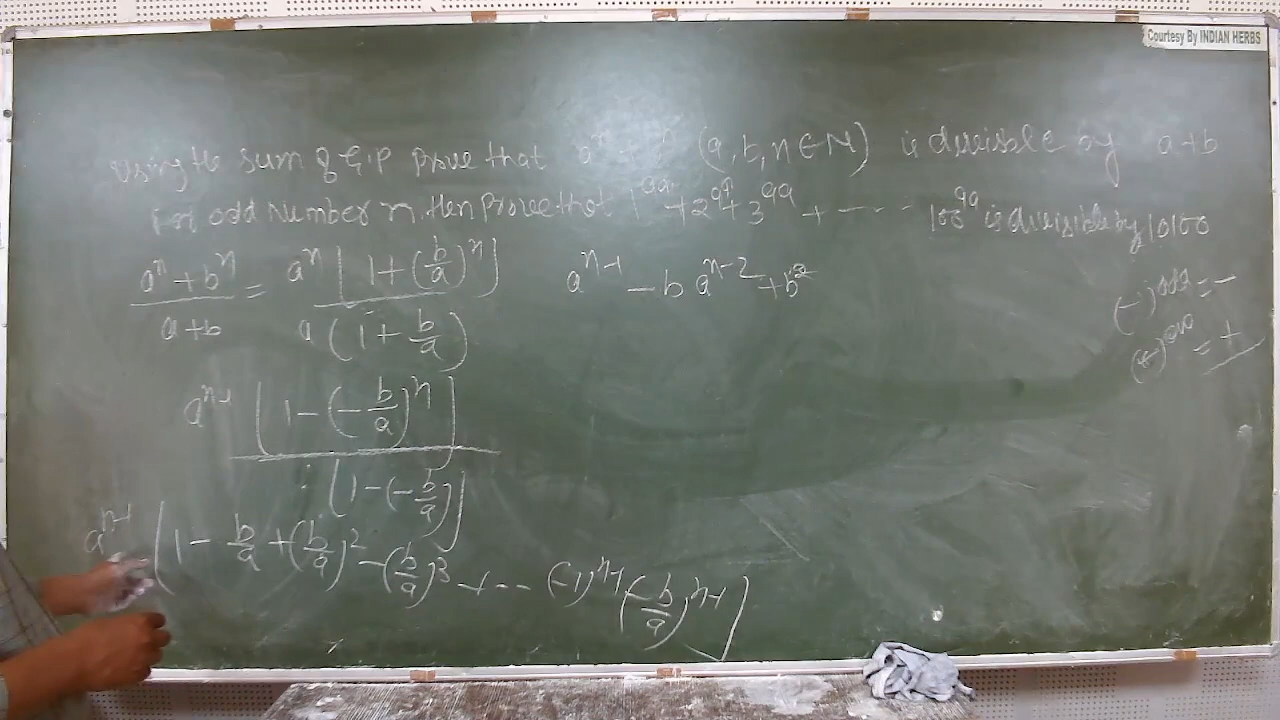 Courtesy By INDIAN HERBS
Using the sum of G.P prove that aⁿ + bⁿ (a, b, n ∈ N) is divisible by a+b
For odd Number n. then Prove that 1⁹⁹ + 2⁹⁹ + 3⁹⁹ + - - - - 100⁹⁹ is divisible by 10100
(aⁿ + bⁿ)/(a+b) = aⁿ[1+(b/a)ⁿ] / a(1+b/a)
aⁿ⁻¹ - b aⁿ⁻² + b²
(-)ᵒᵈᵈ = -
= +
aⁿ⁻¹ [1-(-b/a)ⁿ] / [1-(-b/a)]
aⁿ⁻¹ [1 - b/a + (b/a)² - (b/a)³ + - - (-1)ⁿ⁻¹ (-b/a)ⁿ⁻¹]